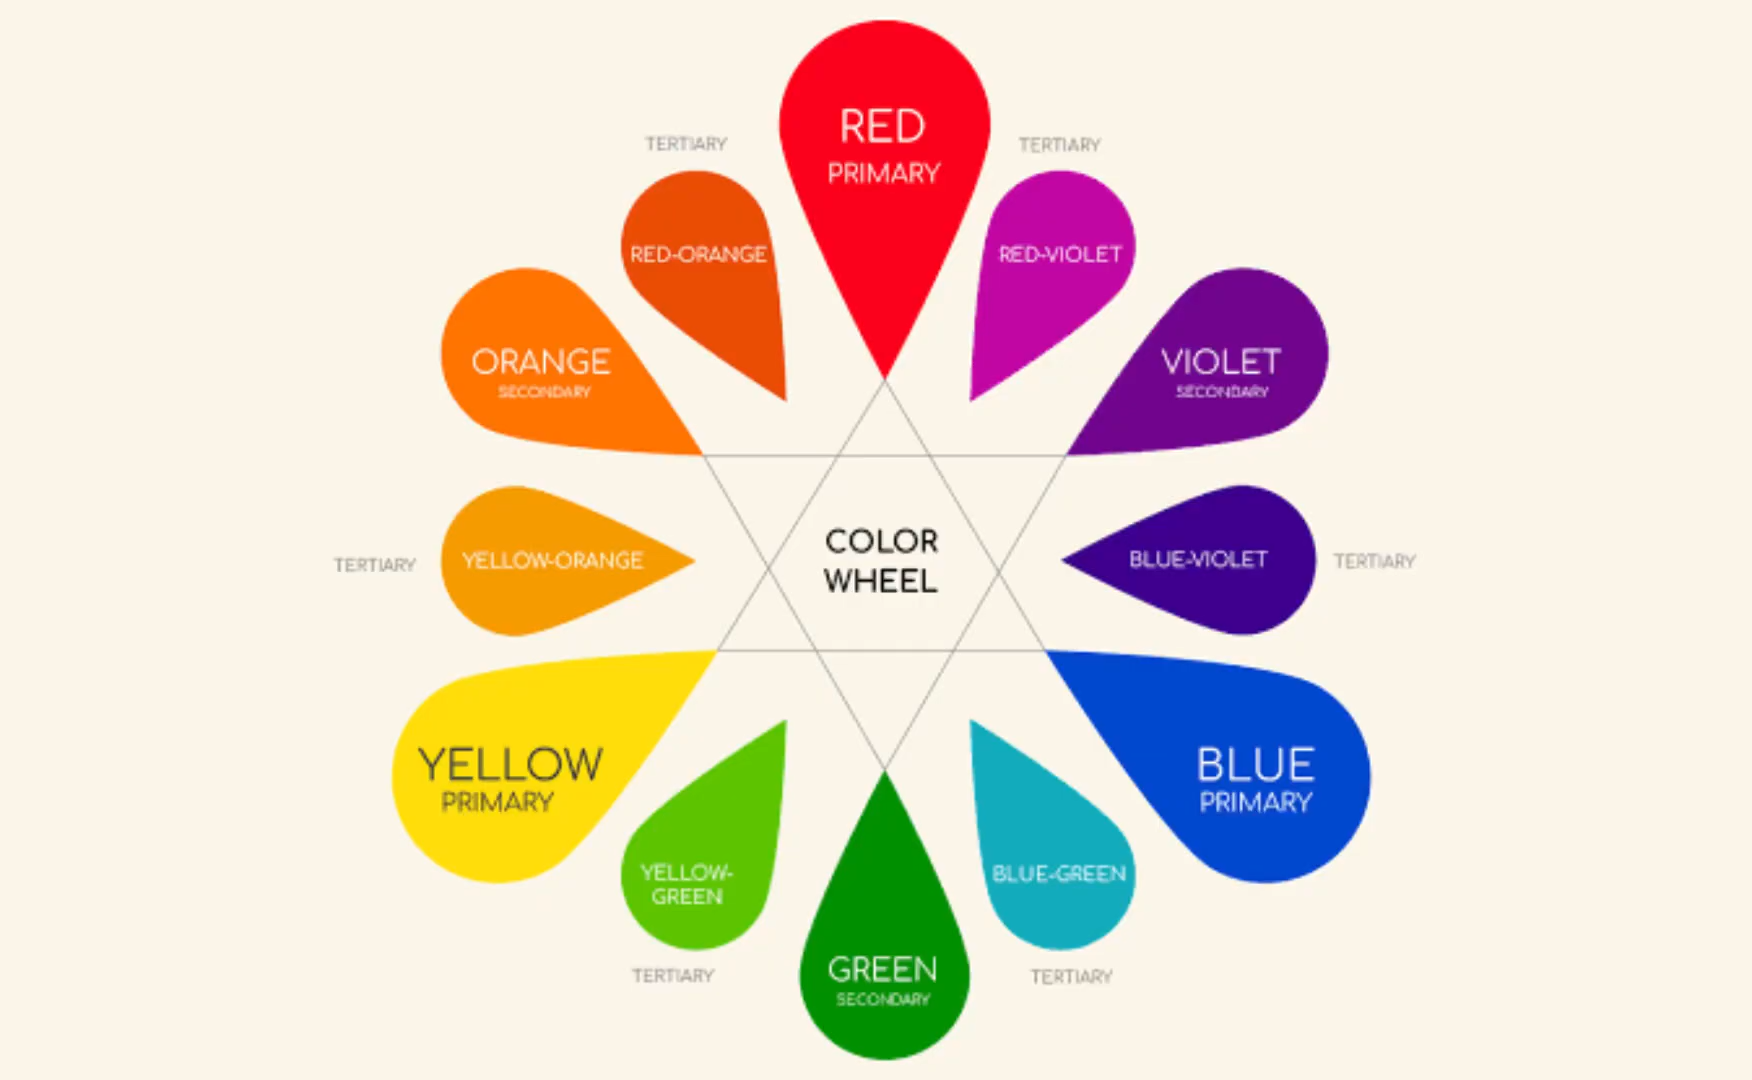 RED
PRIMARY
TERTIARY
TERTIARY
RED-ORANGE
RED-VIOLET
ORANGE
SECONDARY
VIOLET
SECONDARY
COLOR
WHEEL
TERTIARY
YELLOW-ORANGE
BLUE-VIOLET
TERTIARY
YELLOW
PRIMARY
BLUE
PRIMARY
YELLOW-
GREEN
BLUE-GREEN
TERTIARY
GREEN
SECONDARY
TERTIARY